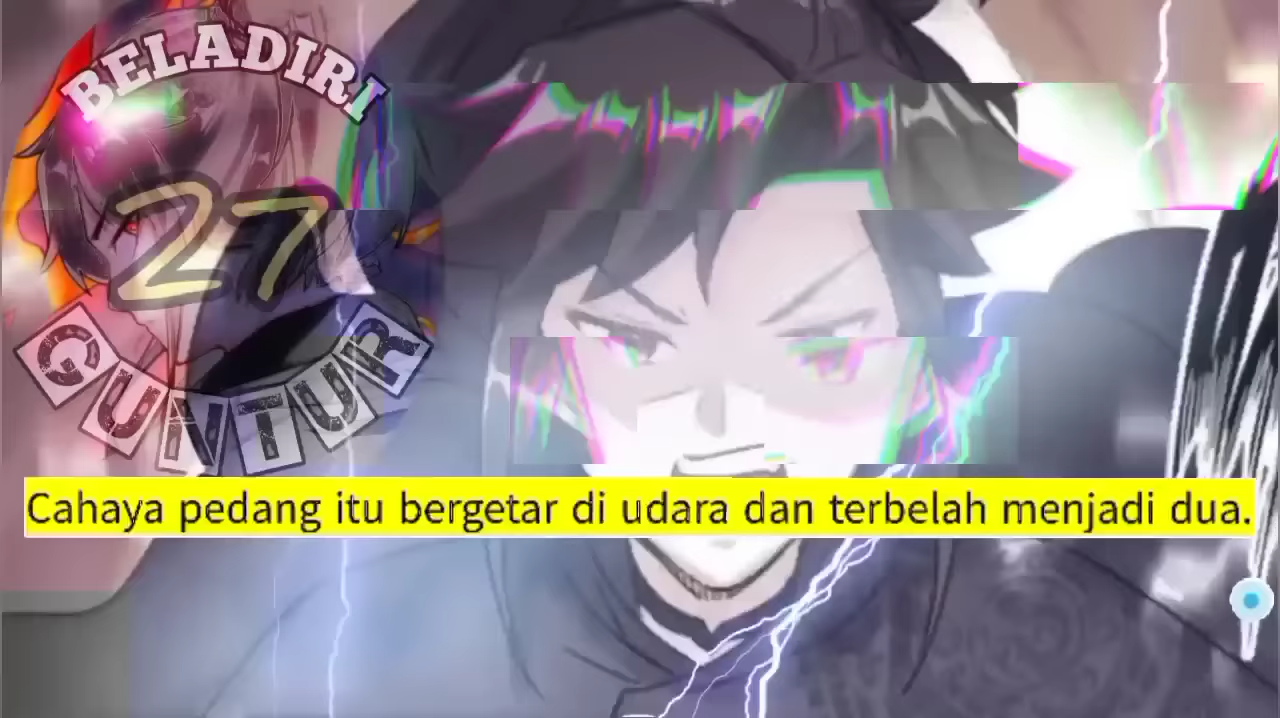 BELADIRI
27
GUNTUR
Cahaya pedang itu bergetar di udara dan terbelah menjadi dua.